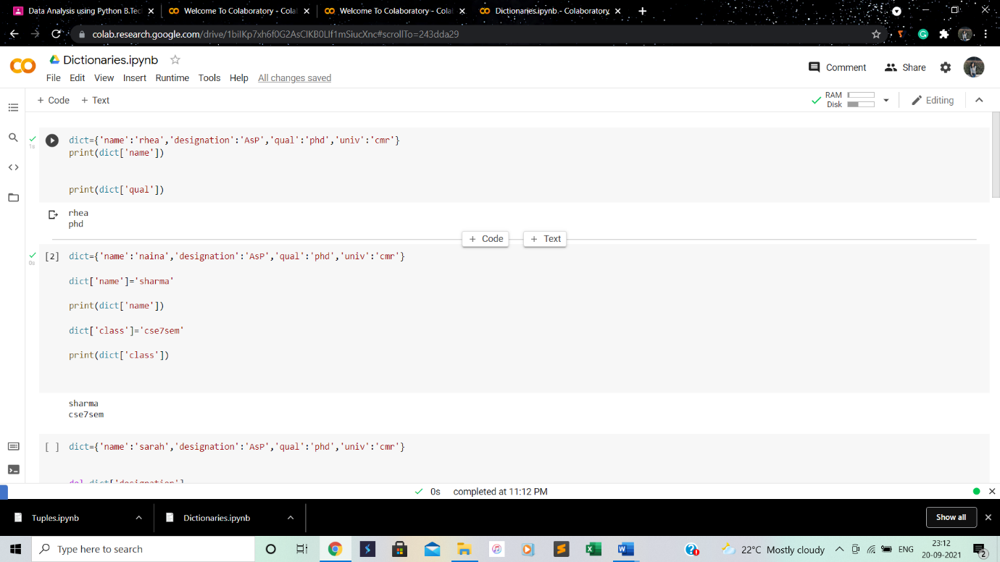 Data Analysis using Python B.Tec
Welcome To Colaboratory - Cola
Welcome To Colaboratory - Cola
Dictionaries.ipynb - Colaboratory
colab.research.google.com/drive/1bilKp7xh6f0G2AsClKB0Llf1mSiucXnc#scrollTo=243dda29
Dictionaries.ipynb
File Edit View Insert Runtime Tools Help All changes saved
Comment Share
+ Code + Text
RAM
Disk
Editing
1s
dict={'name':'rhea','designation':'AsP','qual':'phd','univ':'cmr'}
print(dict['name'])
print(dict['qual'])
rhea
phd
+ Code + Text
[2] dict={'name':'naina','designation':'AsP','qual':'phd','univ':'cmr'}
0s
dict['name']='sharma'
print(dict['name'])
dict['class']='cse7sem'
print(dict['class'])
sharma
cse7sem
[ ] dict={'name':'sarah','designation':'AsP','qual':'phd','univ':'cmr'}
del dict['designation']
0s completed at 11:12 PM
Tuples.ipynb
Dictionaries.ipynb
Show all
Type here to search
22°C Mostly cloudy
ENG
23:12
20-09-2021
2